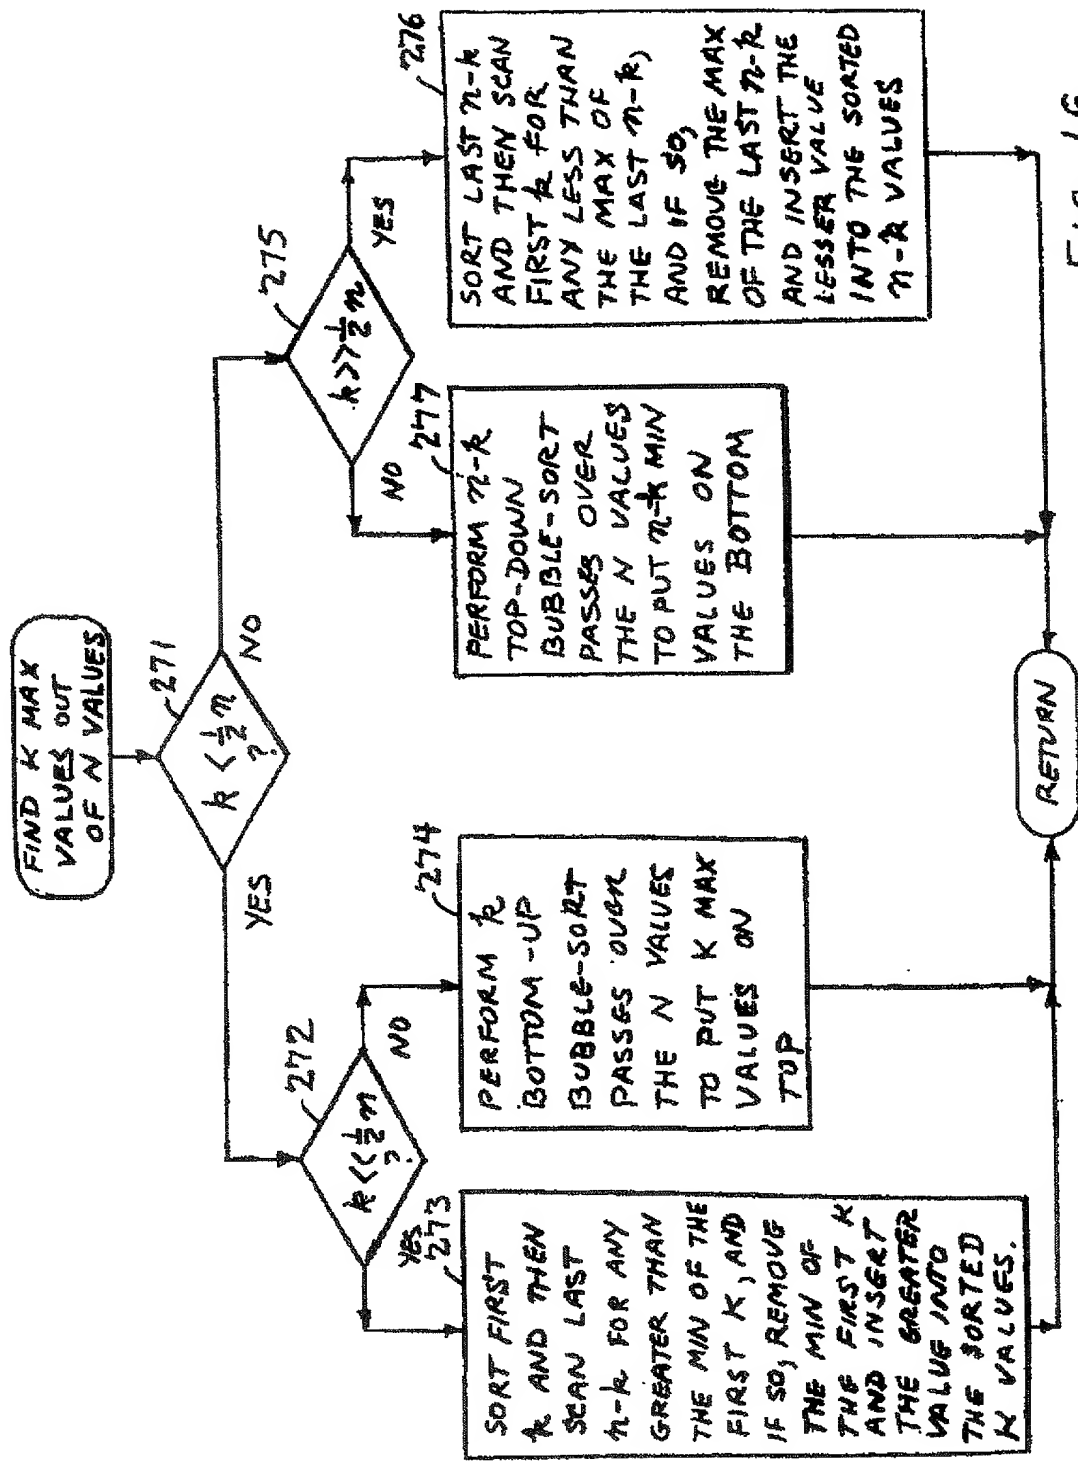 FIND K MAX
VALUES OUT
OF N VALUES
271
k < 1/2 n
?
YES
NO
272
k << 1/2 n
?
YES
NO
273
SORT FIRST
k AND THEN
SCAN LAST
n-k FOR ANY
GREATER THAN
THE MIN OF THE
FIRST K, AND
IF SO, REMOVE
THE MIN OF
THE FIRST K
AND INSERT
THE GREATER
VALUE INTO
THE SORTED
K VALUES.
274
PERFORM k
BOTTOM-UP
BUBBLE-SORT
PASSES OVER
THE N VALUES
TO PUT K MAX
VALUES ON
TOP
275
k >> 1/2 n
NO
YES
277
PERFORM n-k
TOP-DOWN
BUBBLE-SORT
PASSES OVER
THE N VALUES
TO PUT n-k MIN
VALUES ON
THE BOTTOM
276
SORT LAST n-k
AND THEN SCAN
FIRST k FOR
ANY LESS THAN
THE MAX OF
THE LAST n-k,
AND IF SO,
REMOVE THE MAX
OF THE LAST n-k
AND INSERT THE
LESSER VALUE
INTO THE SORTED
n-k VALUES
RETURN